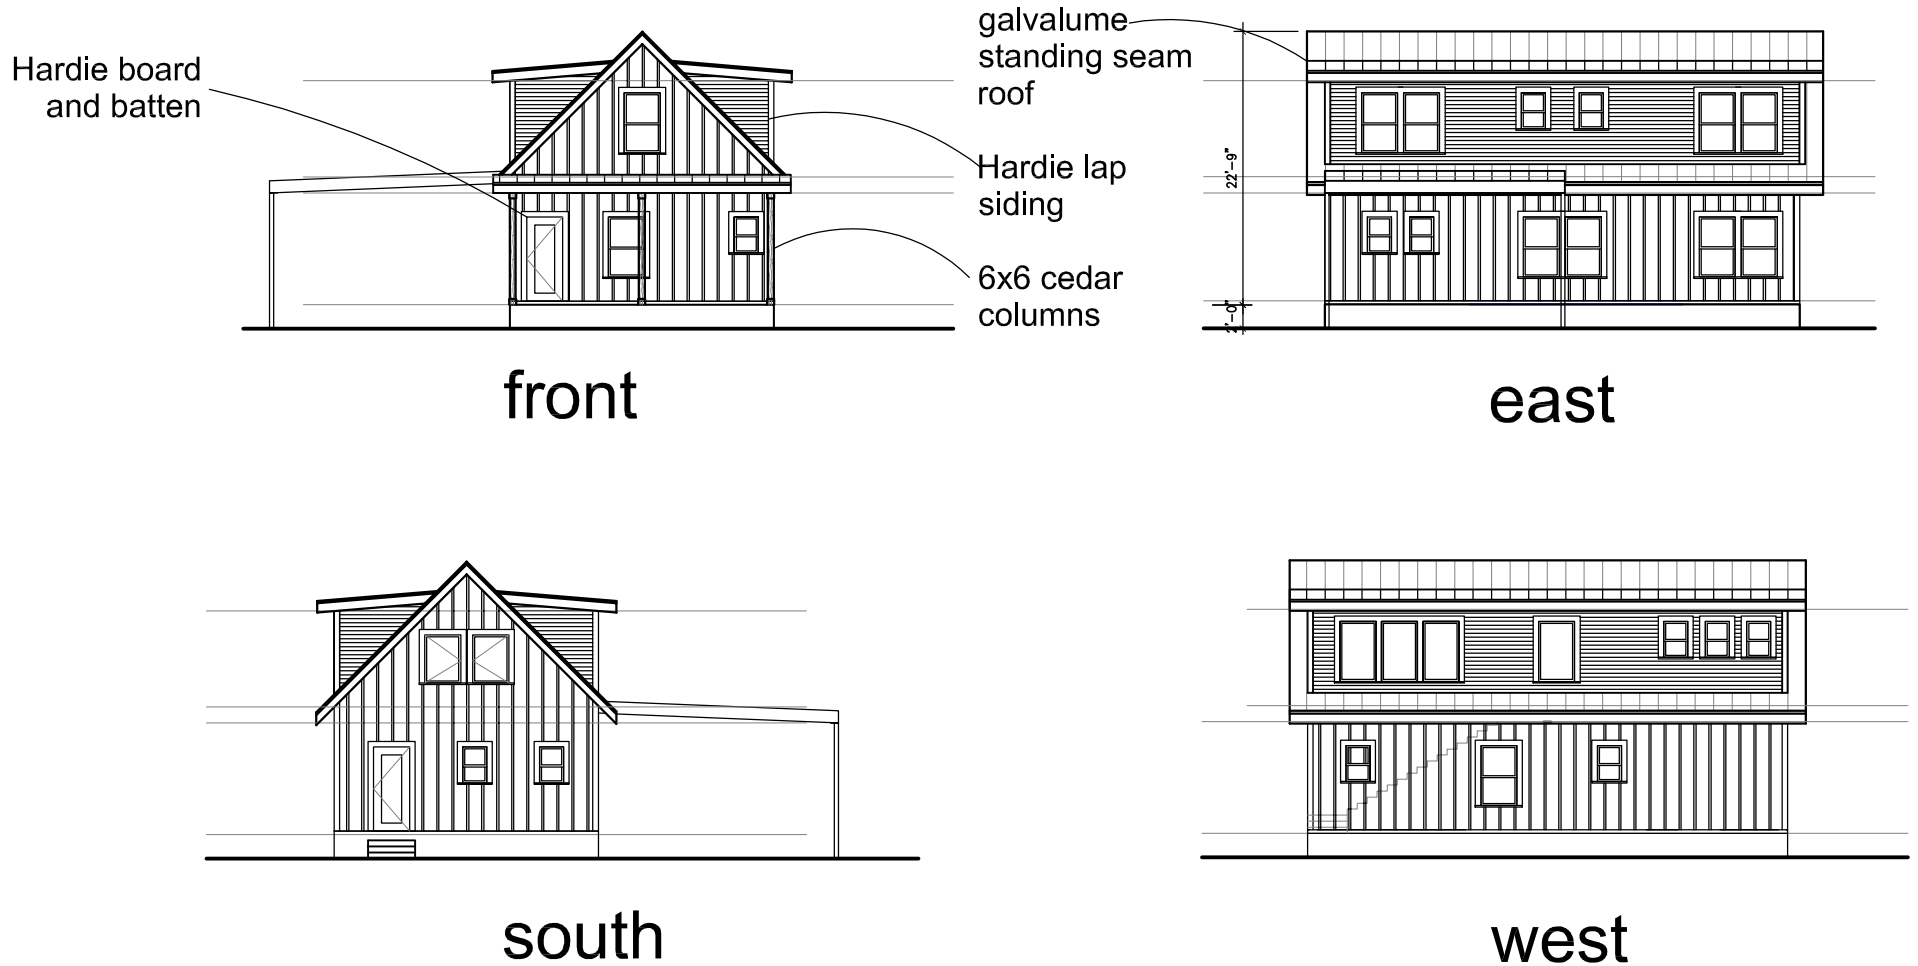 Hardie board
and batten
galvalume
standing seam
roof
Hardie lap
siding
6x6 cedar
columns
22'-9"
2'-0"
front
east
south
west